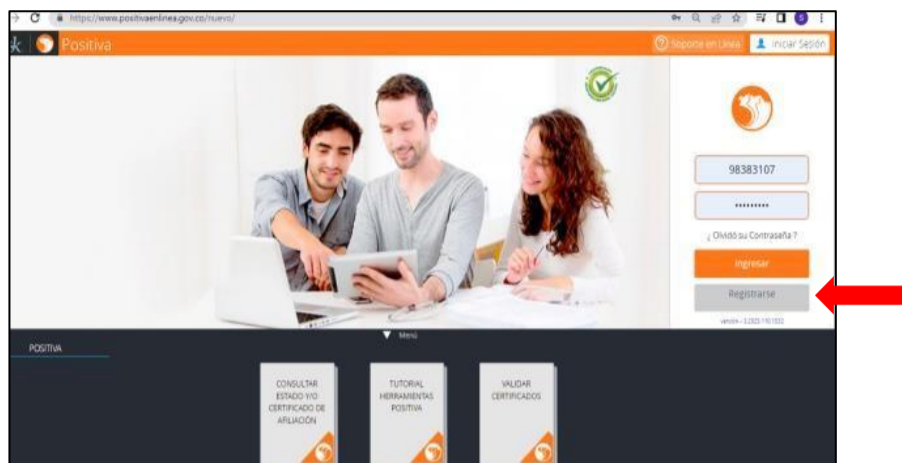 https://www.positivaenlinea.gov.co/nuevo/
Positiva
Soporte en Línea
Iniciar Sesión
98383107
¿ Olvidó su Contraseña ?
Ingresar
Registrarse
Menú
POSITIVA
CONSULTAR
ESTADO Y/O
CERTIFICADO DE
AFILIACIÓN
TUTORIAL
HERRAMIENTAS
POSITIVA
VALIDAR
CERTIFICADOS